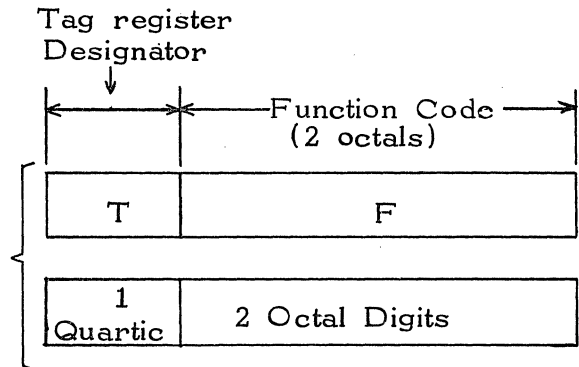 Tag register
Designator
Function Code
(2 octals)
T
F
1
Quartic
2 Octal Digits